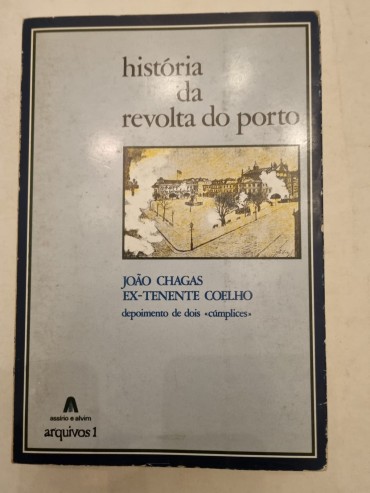 história
da
revolta do porto
JOÃO CHAGAS
EX-TENENTE COELHO
depoimento de dois «cúmplices»
assírio e alvim
arquivos 1